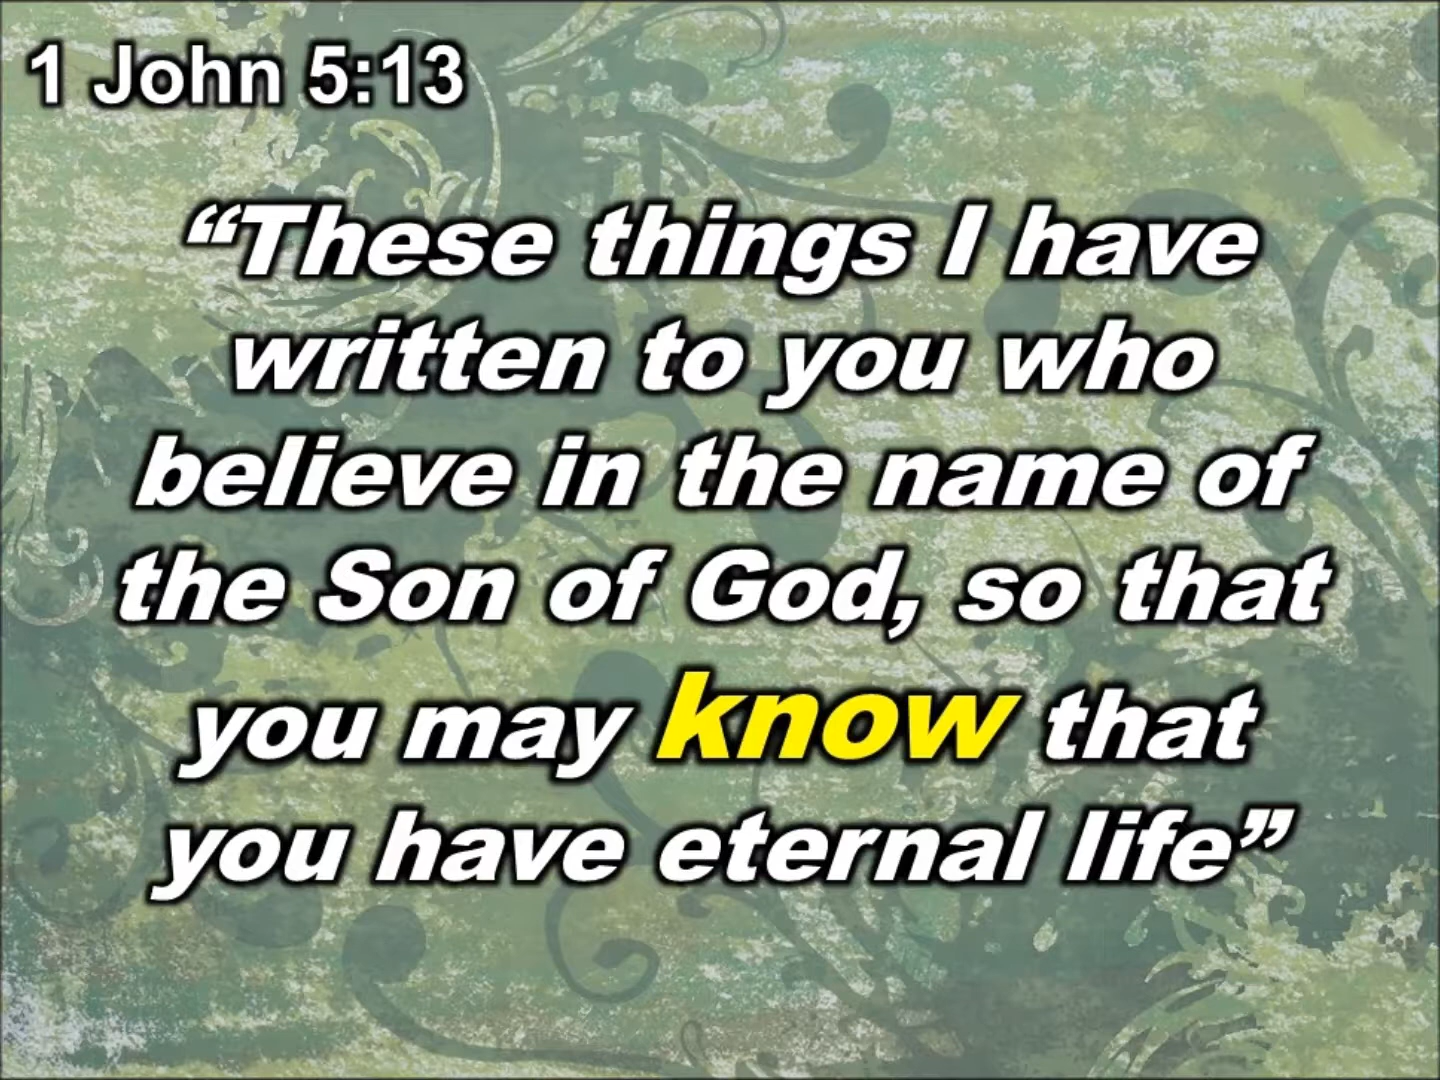 1 John 5:13
“These things I have
written to you who
believe in the name of
the Son of God, so that
you may know that
you have eternal life”